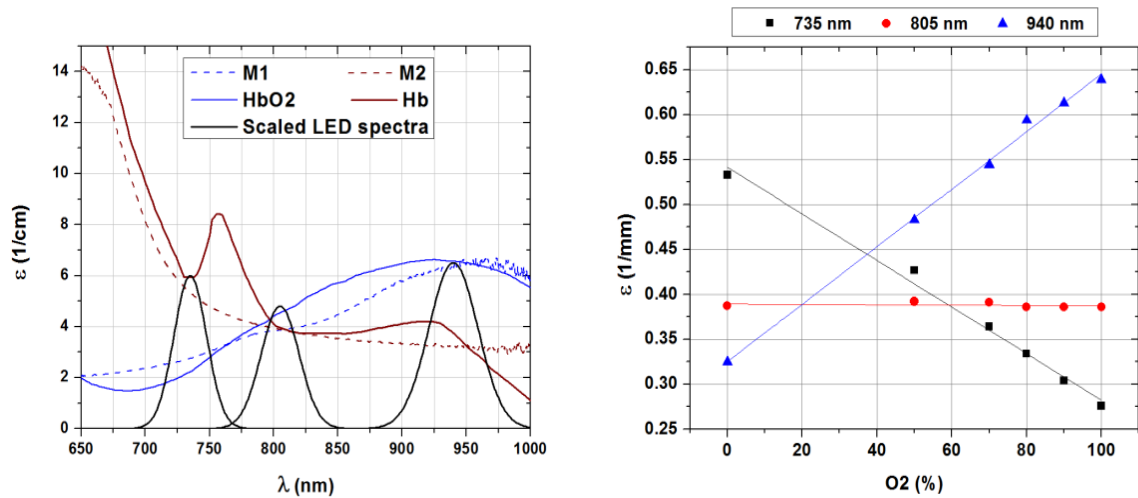 M1 M2
HbO2 Hb
Scaled LED spectra
14
12
10
8
6
4
2
0
ε (1/cm)
650 700 750 800 850 900 950 1000
λ (nm)
735 nm 805 nm 940 nm
0.65
0.60
0.55
0.50
0.45
0.40
0.35
0.30
0.25
ε (1/mm)
0 20 40 60 80 100
O2 (%)